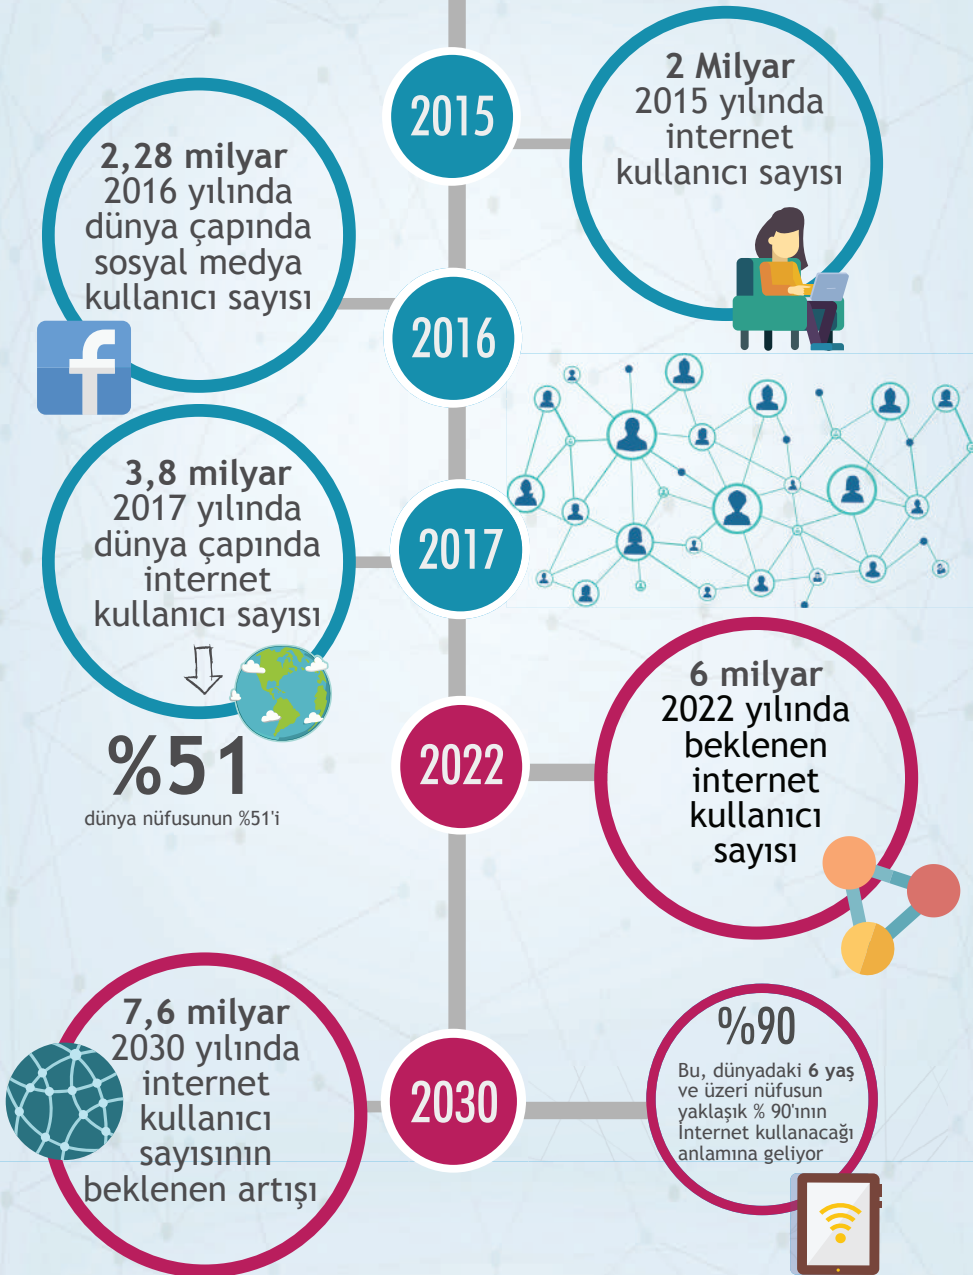 2015
2 Milyar
2015 yılında
internet
kullanıcı sayısı
2,28 milyar
2016 yılında
dünya çapında
sosyal medya
kullanıcı sayısı
f
2016
3,8 milyar
2017 yılında
dünya çapında
internet
kullanıcı sayısı
2017
%51
dünya nüfusunun %51'i
2022
6 milyar
2022 yılında
beklenen
internet
kullanıcı
sayısı
7,6 milyar
2030 yılında
internet
kullanıcı
sayısının
beklenen artışı
2030
%90
Bu, dünyadaki 6 yaş
ve üzeri nüfusun
yaklaşık % 90'ının
İnternet kullanacağı
anlamına geliyor